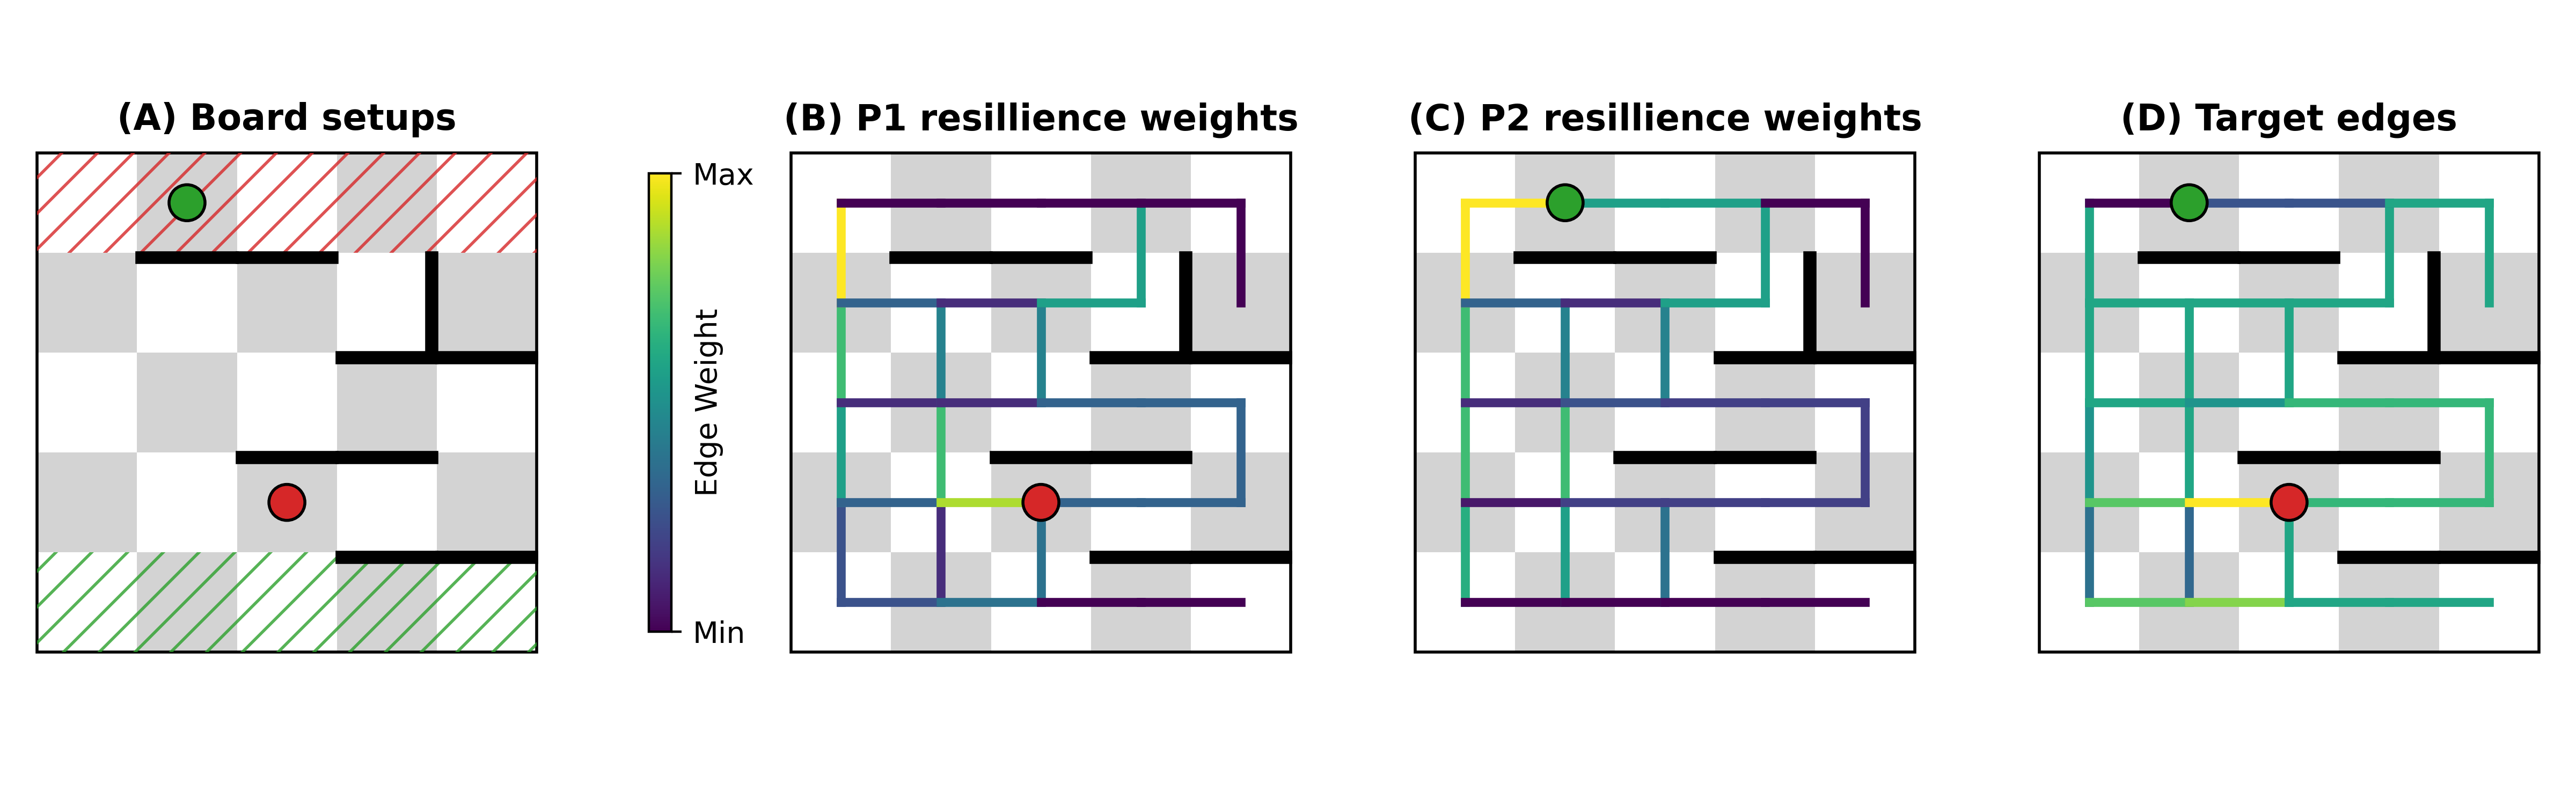 (A) Board setups
Max
Edge Weight
Min
(B) P1 resillience weights
(C) P2 resillience weights
(D) Target edges